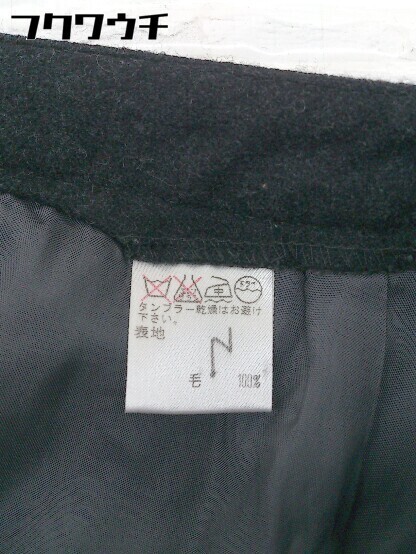 フクワウチ
タンブラー乾燥はお避け
下さい。
表地
毛 100%